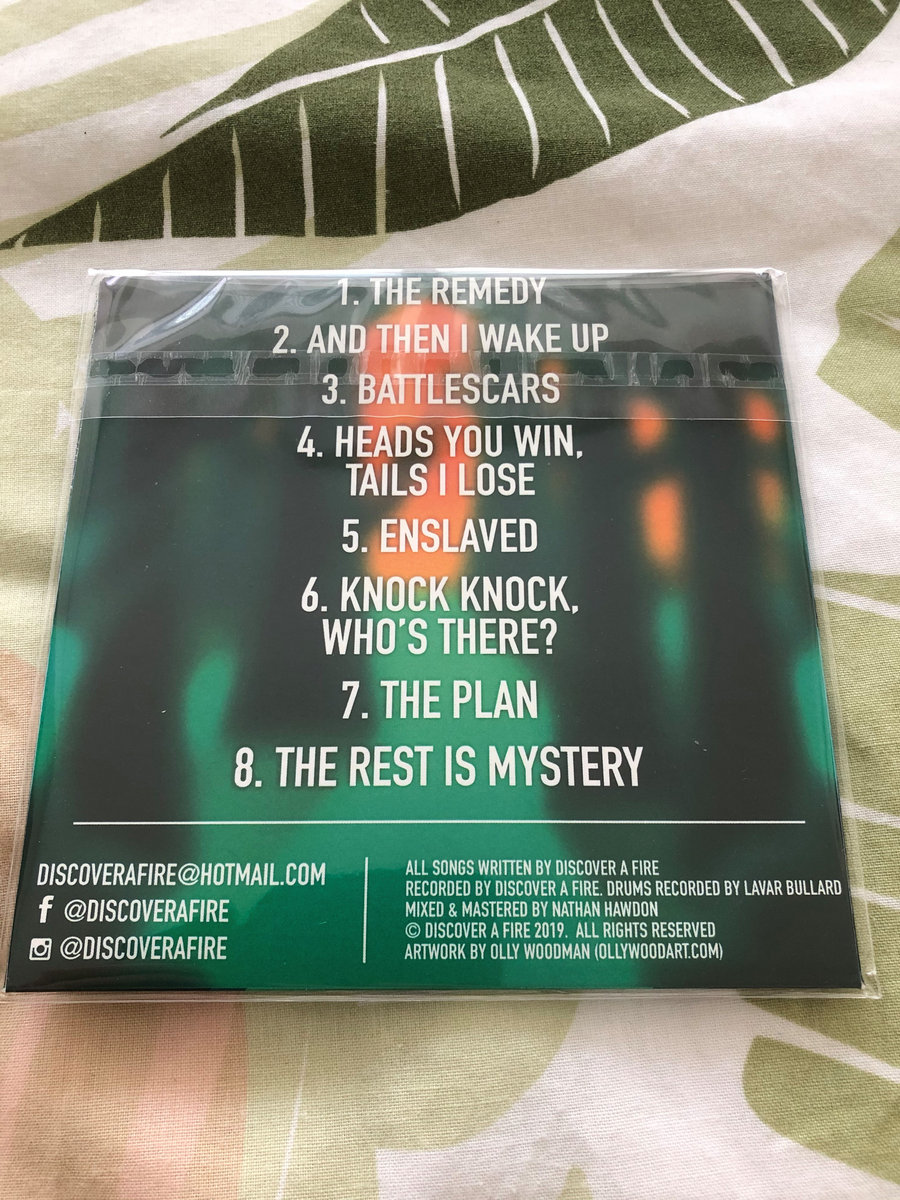 1. THE REMEDY
2. AND THEN I WAKE UP
3. BATTLESCARS
4. HEADS YOU WIN,
TAILS I LOSE
5. ENSLAVED
6. KNOCK KNOCK,
WHO'S THERE?
7. THE PLAN
8. THE REST IS MYSTERY
DISCOVERAFIRE@HOTMAIL.COM
f @DISCOVERAFIRE
@DISCOVERAFIRE
ALL SONGS WRITTEN BY DISCOVER A FIRE
RECORDED BY DISCOVER A FIRE. DRUMS RECORDED BY LAVAR BULLARD
MIXED & MASTERED BY NATHAN HAWDON
© DISCOVER A FIRE 2019. ALL RIGHTS RESERVED
ARTWORK BY OLLY WOODMAN (OLLYWOODART.COM)